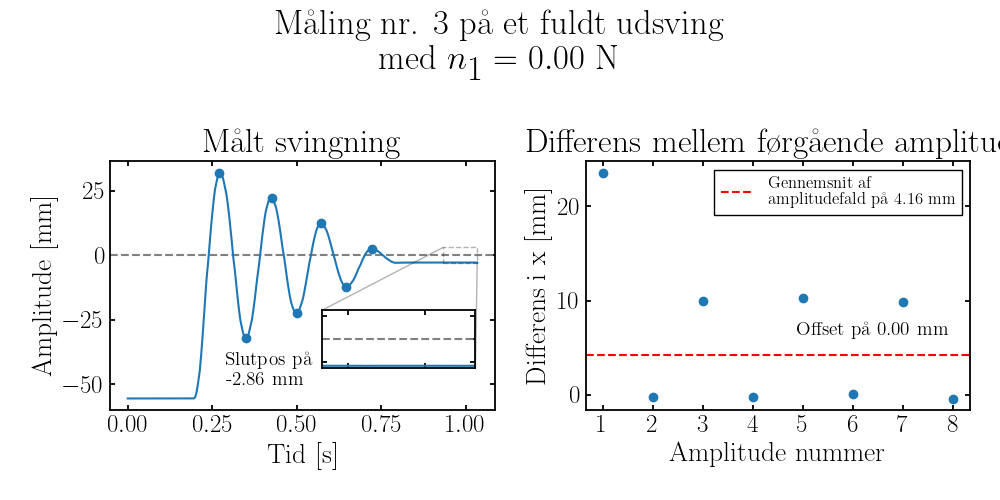 Måling nr. 3 på et fuldt udsving
med n1 = 0.00 N
Målt svingning
Amplitude [mm]
25
0
−25
−50
Slutpos på
-2.86 mm
0.00 0.25 0.50 0.75 1.00
Tid [s]
Differens mellem førgående amplitud
Differens i x [mm]
20
10
0
Gennemsnit af
amplitudefald på 4.16 mm
Offset på 0.00 mm
1 2 3 4 5 6 7 8
Amplitude nummer